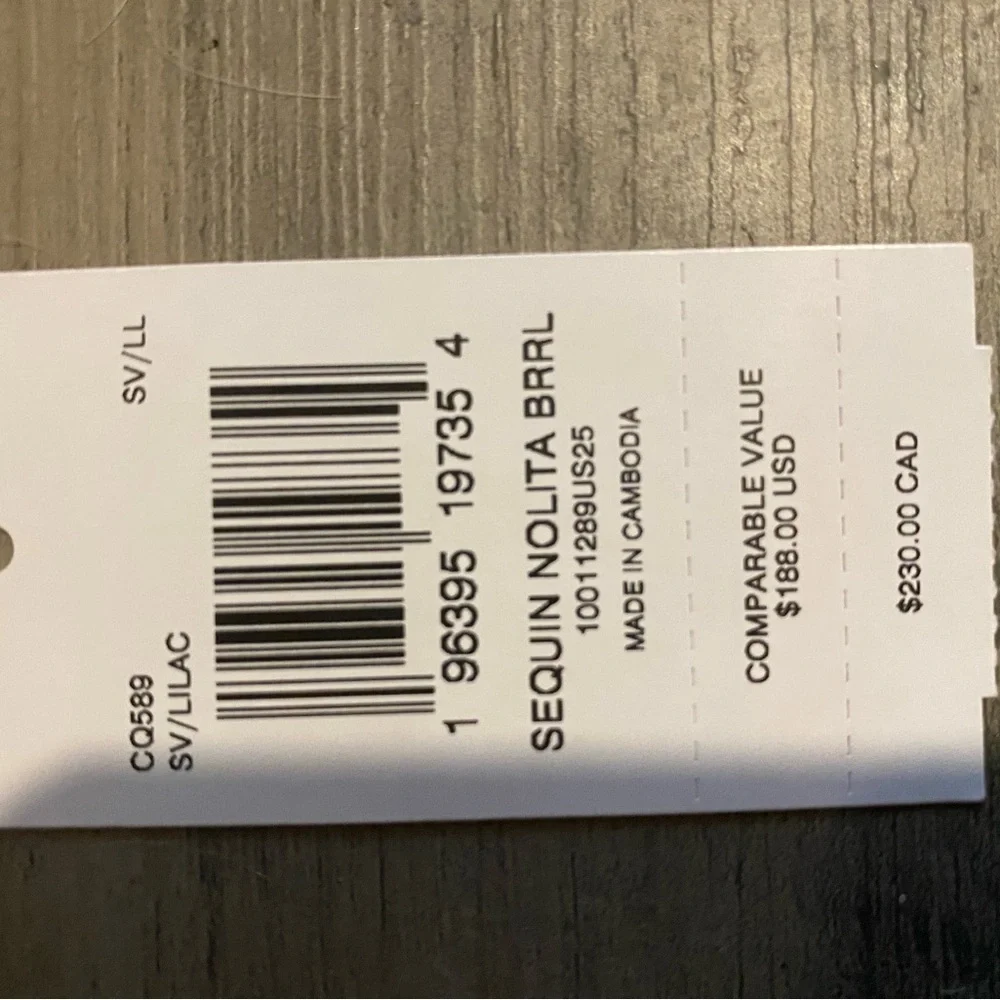 CQ589 SV/LL
SV/LILAC
1 96395 19735 4
SEQUIN NOLITA BRRL
10011289US25
MADE IN CAMBODIA
COMPARABLE VALUE
$188.00 USD
$230.00 CAD